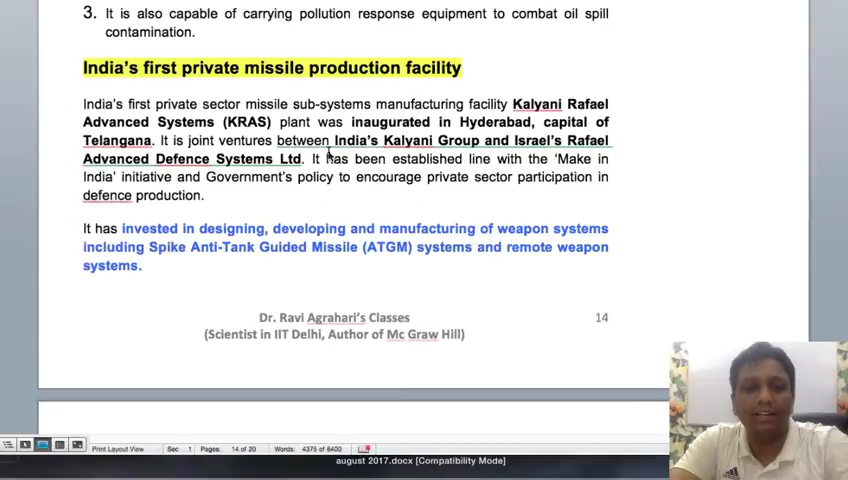 3. It is also capable of carrying pollution response equipment to combat oil spill
contamination.
India's first private missile production facility
India's first private sector missile sub-systems manufacturing facility Kalyani Rafael
Advanced Systems (KRAS) plant was inaugurated in Hyderabad, capital of
Telangana. It is joint ventures between India's Kalyani Group and Israel's Rafael
Advanced Defence Systems Ltd. It has been established line with the 'Make in
India' initiative and Government's policy to encourage private sector participation in
defence production.
It has invested in designing, developing and manufacturing of weapon systems
including Spike Anti-Tank Guided Missile (ATGM) systems and remote weapon
systems.
Dr. Ravi Agrahari's Classes 14
(Scientist in IIT Delhi, Author of Mc Graw Hill)
Print Layout View Sec 1 Pages: 14 of 20 Words: 4375 of 6400
august 2017.docx [Compatibility Mode]